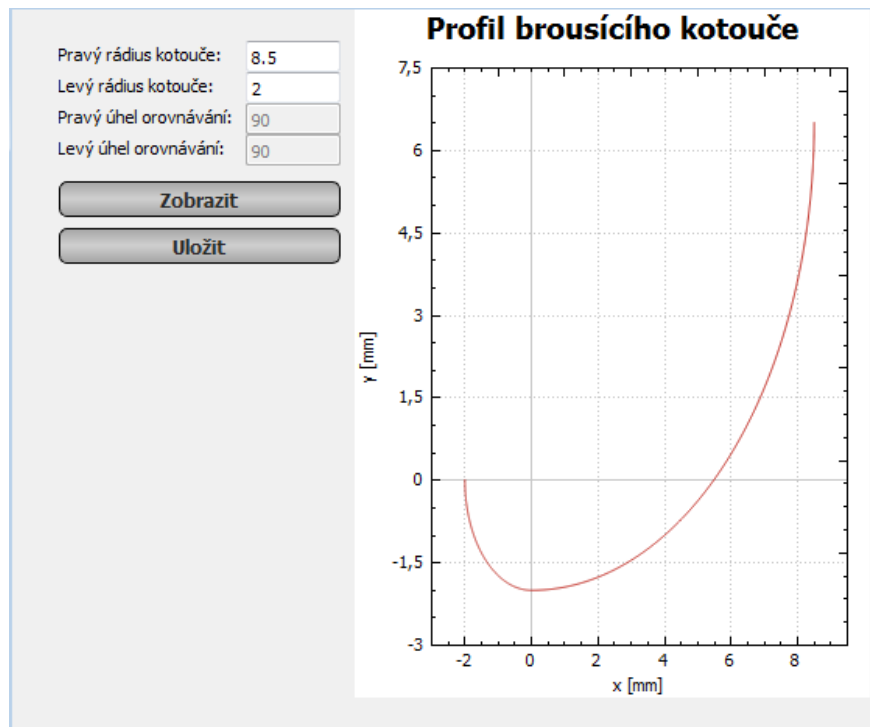 Pravý rádius kotouče: 8.5
Levý rádius kotouče: 2
Pravý úhel orovnávání: 90
Levý úhel orovnávání: 90
Zobrazit
Uložit
Profil brousícího kotouče
7,5
6
4,5
3
1,5
0
-1,5
-3
y [mm]
-2 0 2 4 6 8
x [mm]